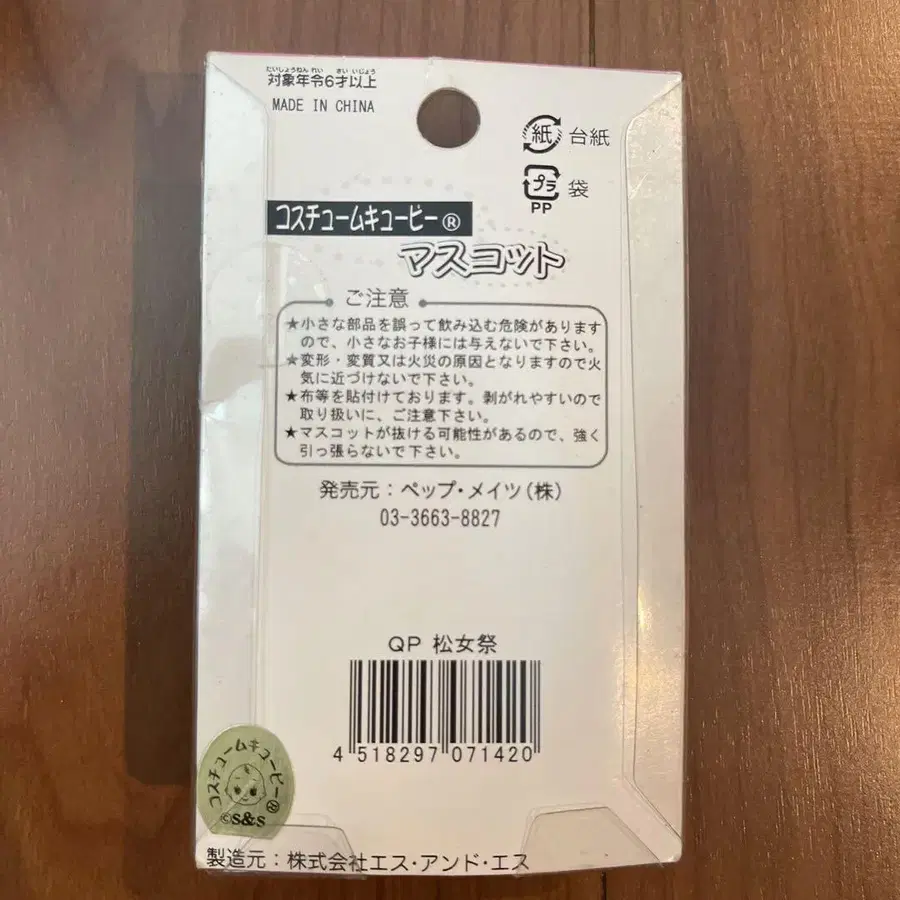 たいしょうねんれい さいいじょう
対象年令6才以上
MADE IN CHINA
紙 台紙
プラ 袋
PP
コスチュームキューピー®
マスコット
ご注意
★小さな部品を誤って飲み込む危険があります
ので、小さなお子様には与えないで下さい。
★変形・変質又は火災の原因となりますので火
気に近づけないで下さい。
★布等を貼付けております。剥がれやすいので
取り扱いに、ご注意下さい。
★マスコットが抜ける可能性があるので、強く
引っ張らないで下さい。
発売元：ペップ・メイツ（株）
03-3663-8827
QP 松女祭
4 518297 071420
コスチュームキューピー®
©S&S
製造元：株式会社エス・アンド・エス